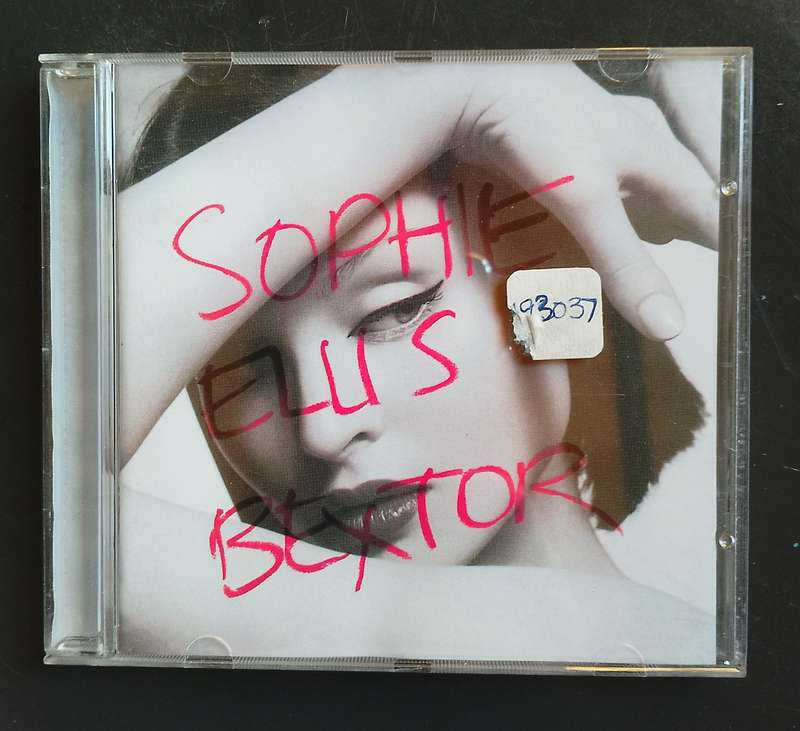 SOPHIE
ELLIS
BEXTOR
193037